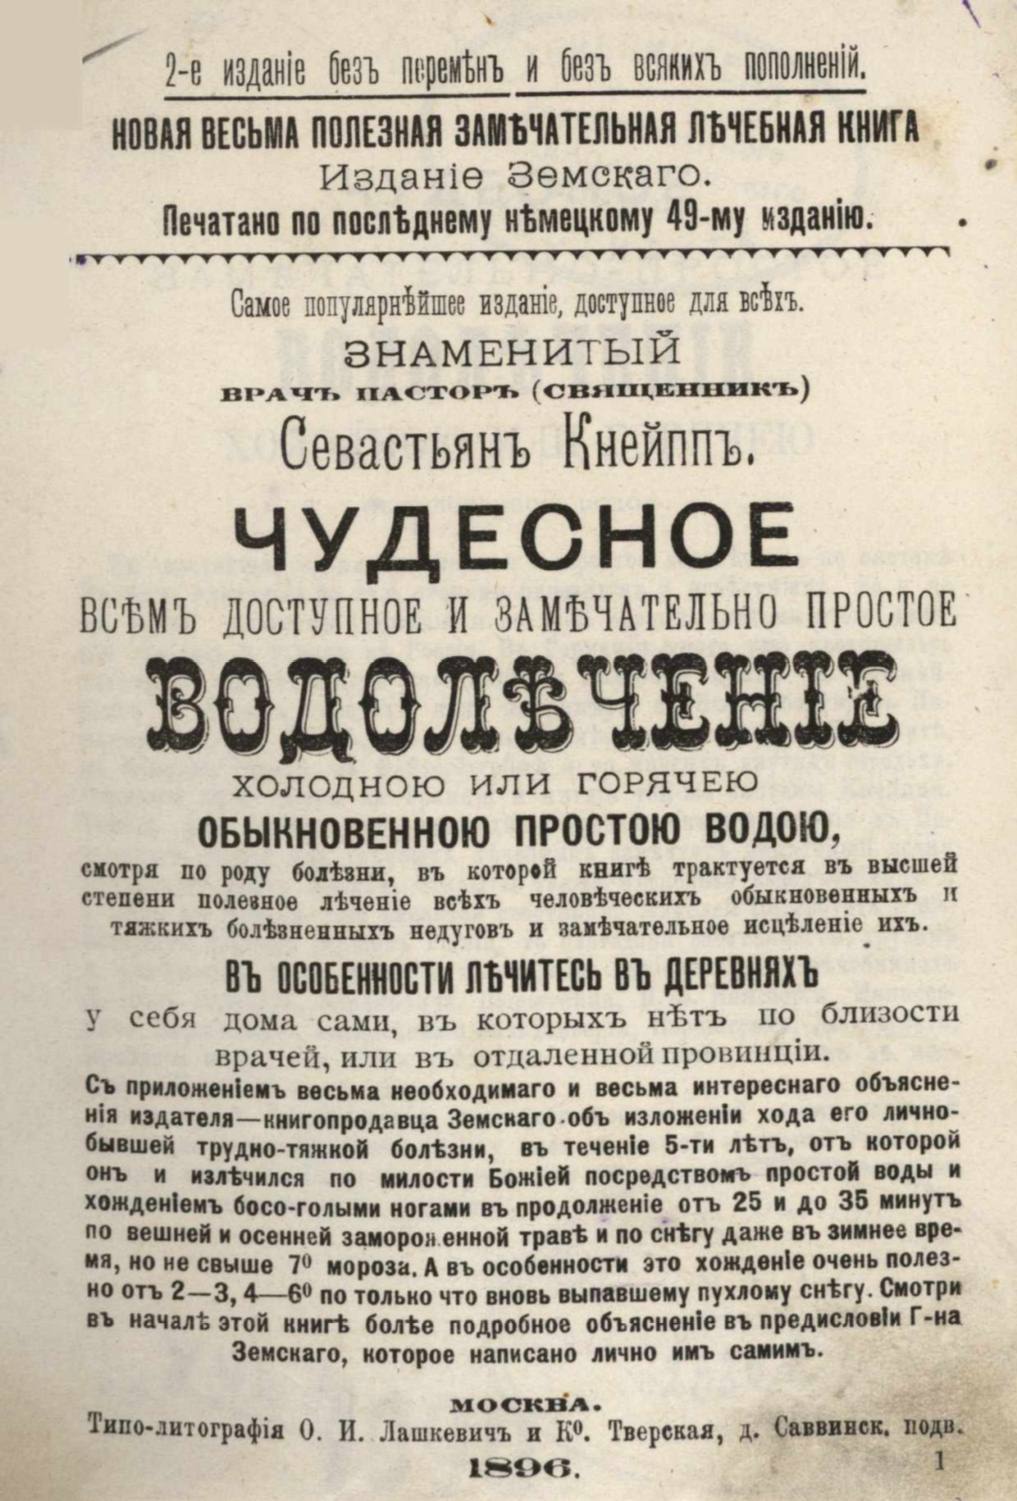 2-е изданіе безъ перемѣнъ и безъ всякихъ пополненій.
НОВАЯ ВЕСЬМА ПОЛЕЗНАЯ ЗАМѢЧАТЕЛЬНАЯ ЛѢЧЕБНАЯ КНИГА
Изданіе Земскаго.
Печатано по послѣднему нѣмецкому 49-му изданію.
Самое популярнѣйшее изданіе, доступное для всѣхъ.
ЗНАМЕНИТЫЙ
ВРАЧЪ ПАСТОРЪ (СВЯЩЕННИКЪ)
Севастьянъ Кнейппъ.
ЧУДЕСНОЕ
ВСѢМЪ ДОСТУПНОЕ И ЗАМѢЧАТЕЛЬНО ПРОСТОЕ
ВОДОЛѢЧЕНІЕ
ХОЛОДНОЮ ИЛИ ГОРЯЧЕЮ
ОБЫКНОВЕННОЮ ПРОСТОЮ ВОДОЮ,
смотря по роду болѣзни, въ которой книгѣ трактуется въ высшей
степени полезное лѣченіе всѣхъ человѣческихъ обыкновенныхъ и
тяжкихъ болѣзненныхъ недуговъ и замѣчательное исцѣленіе ихъ.
ВЪ ОСОБЕННОСТИ ЛѢЧИТЕСЬ ВЪ ДЕРЕВНЯХЪ
у себя дома сами, въ которыхъ нѣтъ по близости
врачей, или въ отдаленной провинціи.
Съ приложеніемъ весьма необходимаго и весьма интереснаго объясне-
нія издателя—книгопродавца Земскаго объ изложеніи хода его лично-
бывшей трудно-тяжкой болѣзни, въ теченіе 5-ти лѣтъ, отъ которой
онъ и излѣчился по милости Божіей посредствомъ простой воды и
хожденіемъ босо-голыми ногами въ продолженіе отъ 25 и до 35 минутъ
по вешней и осенней замороженной травѣ и по снѣгу даже въ зимнее вре-
мя, но не свыше 7⁰ мороза. А въ особенности это хожденіе очень полез-
но отъ 2—3, 4—6⁰ по только что вновь выпавшему пухлому снѣгу. Смотри
въ началѣ этой книгѣ болѣе подробное объясненіе въ предисловіи Г-на
Земскаго, которое написано лично имъ самимъ.
МОСКВА.
Типо-литографія О. И. Лашкевичъ и Кº. Тверская, д. Саввинск. подв.
1896.
1